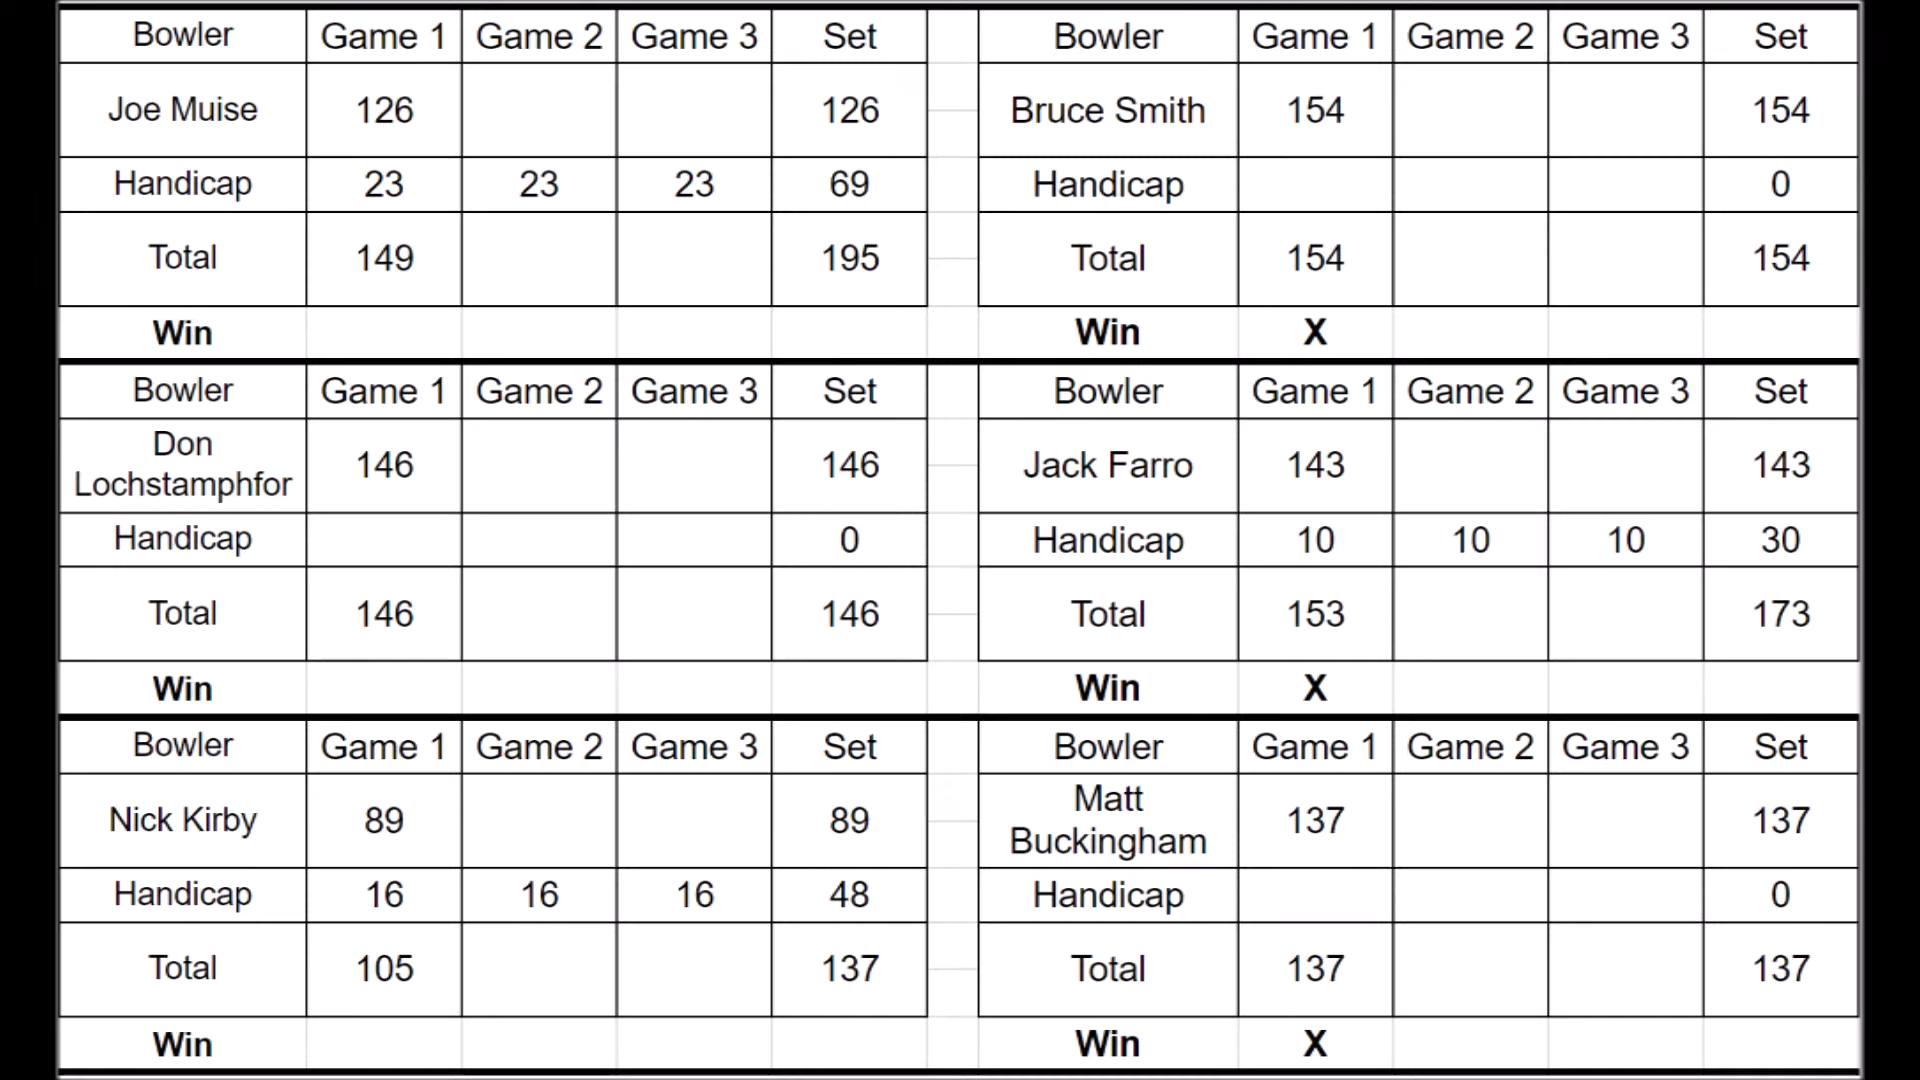 Bowler Game 1 Game 2 Game 3 Set Bowler Game 1 Game 2 Game 3 Set
Joe Muise 126 126 Bruce Smith 154 154
Handicap 23 23 23 69 Handicap 0
Total 149 195 Total 154 154
Win Win X
Bowler Game 1 Game 2 Game 3 Set Bowler Game 1 Game 2 Game 3 Set
Don
Lochstamphfor 146 146 Jack Farro 143 143
Handicap 0 Handicap 10 10 10 30
Total 146 146 Total 153 173
Win Win X
Bowler Game 1 Game 2 Game 3 Set Bowler Game 1 Game 2 Game 3 Set
Nick Kirby 89 89 Matt
Buckingham 137 137
Handicap 16 16 16 48 Handicap 0
Total 105 137 Total 137 137
Win Win X